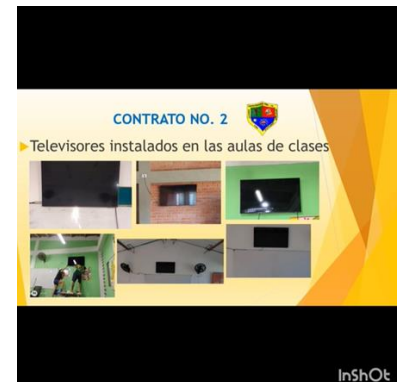 CONTRATO NO. 2
Televisores instalados en las aulas de clases
InShOt